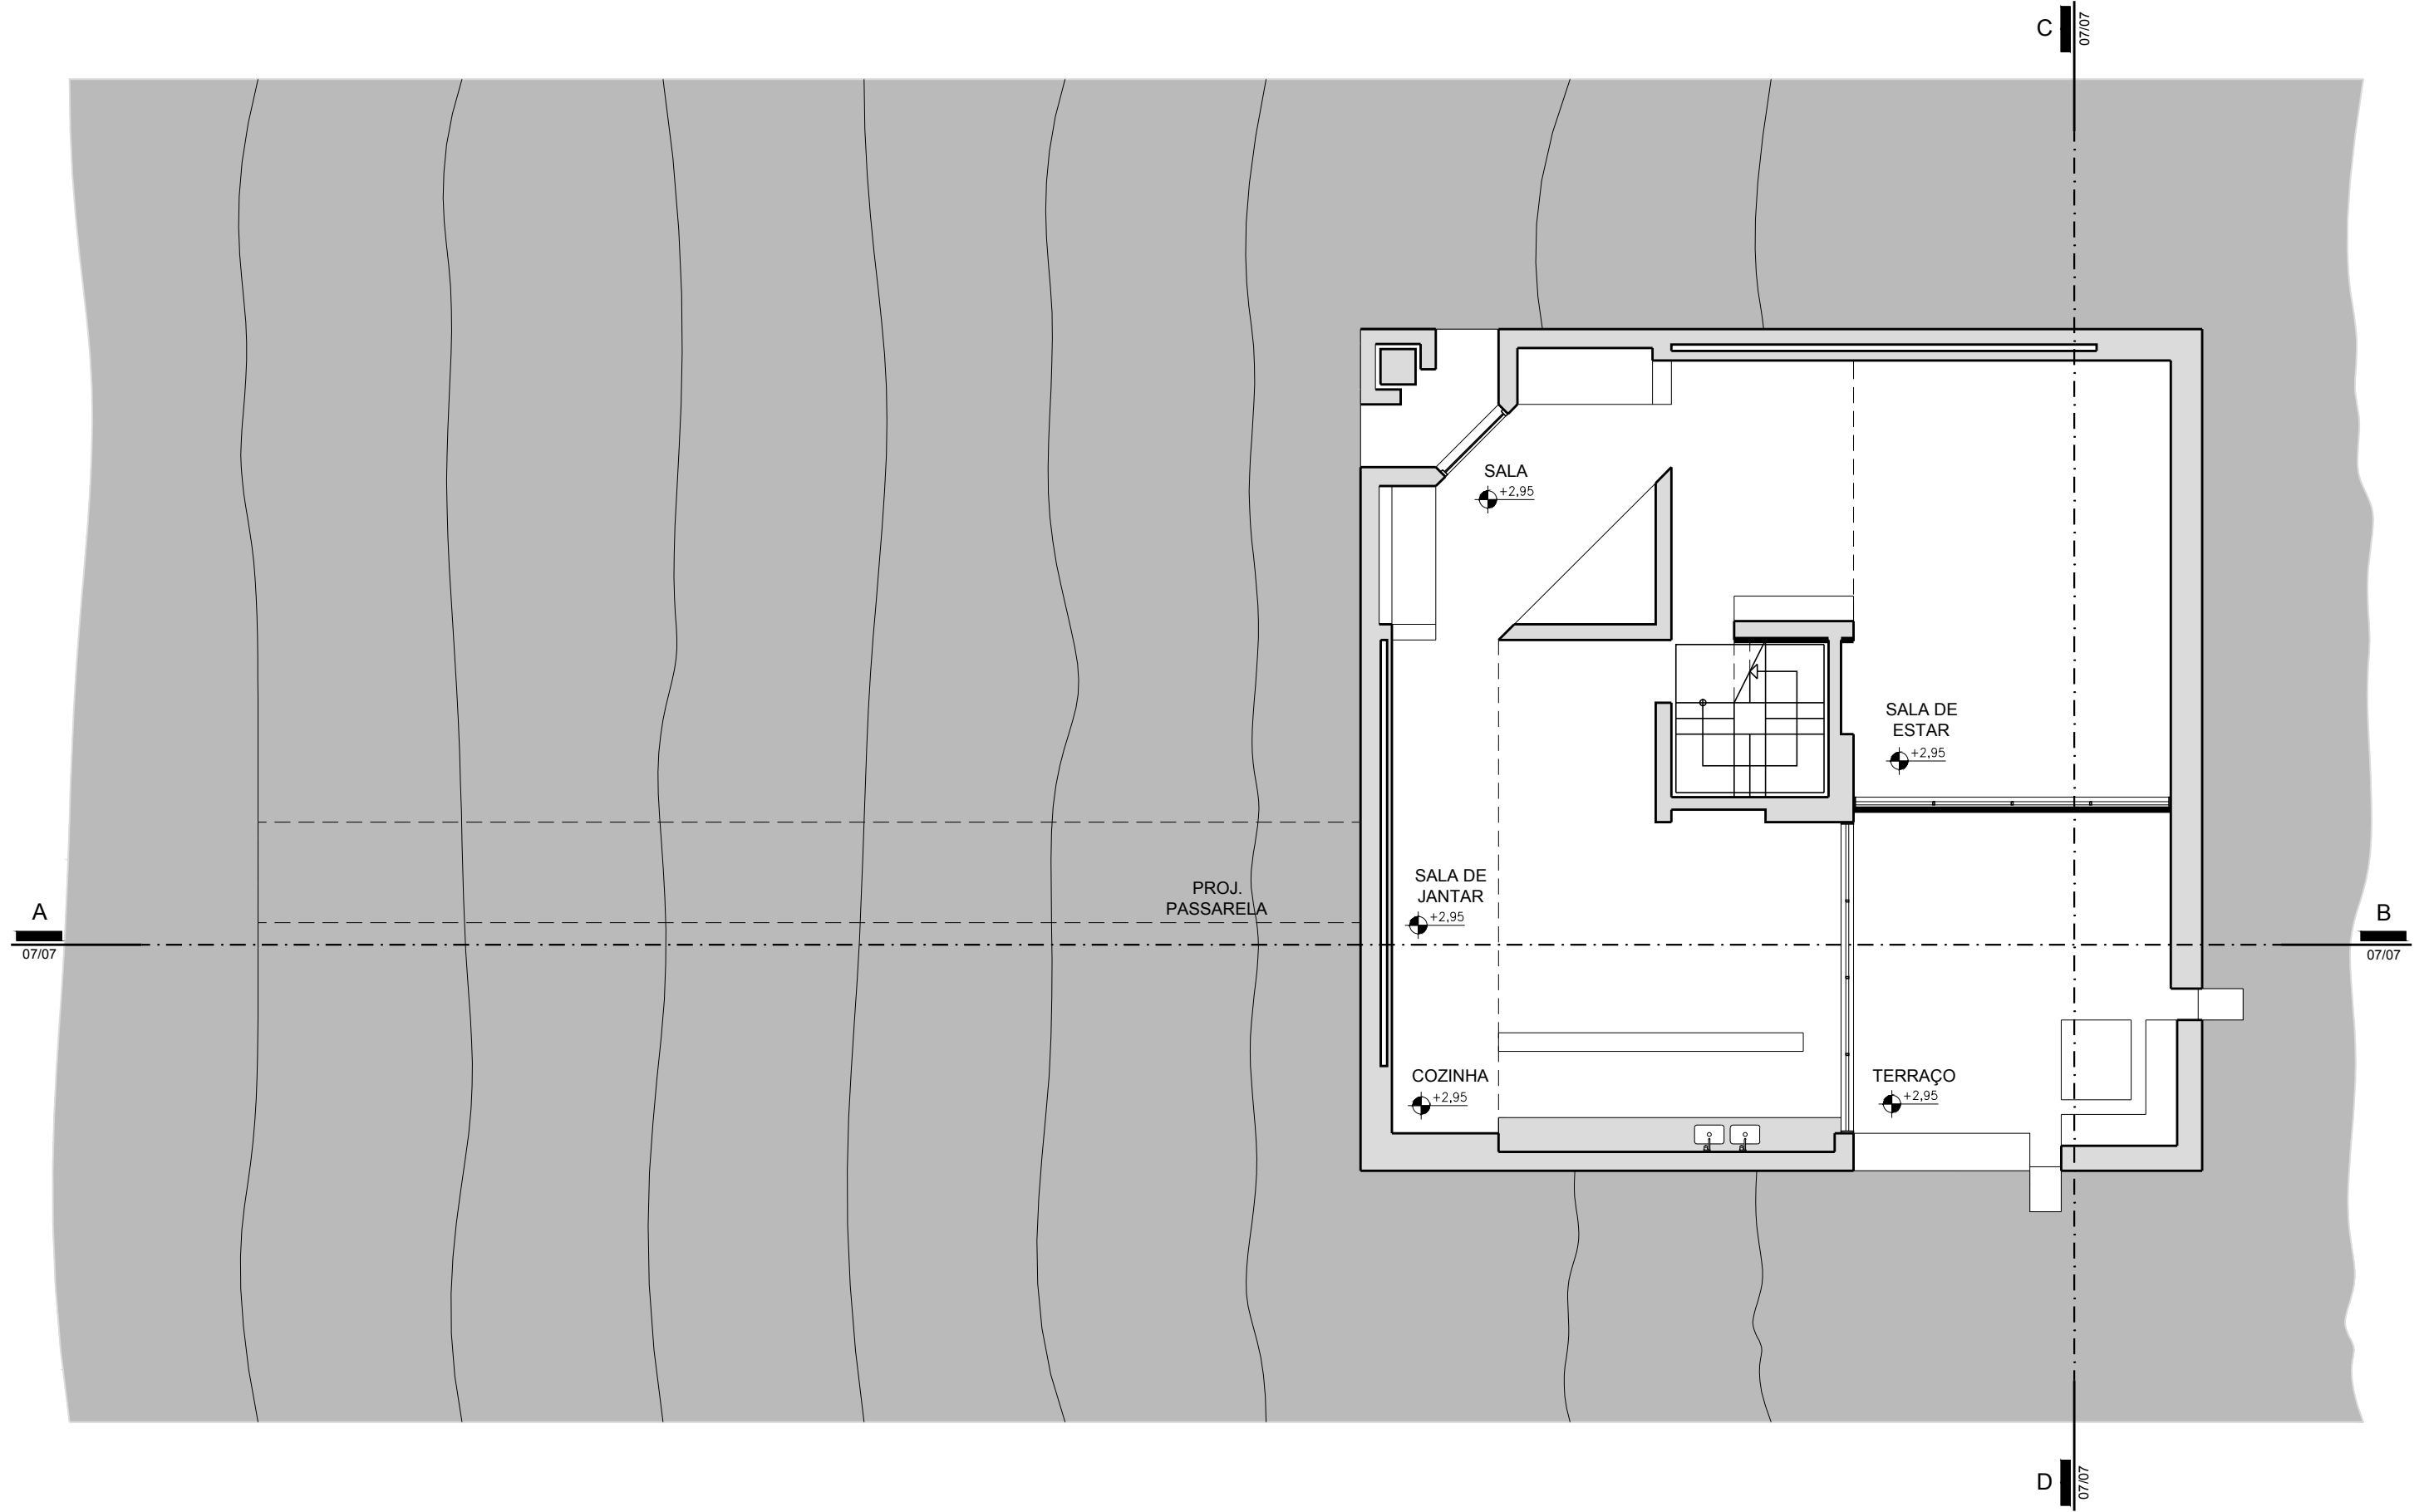 C
07/07
SALA
+2,95
SALA DE
ESTAR
+2,95
SALA DE
JANTAR
+2,95
PROJ.
PASSARELA
A
07/07
B
07/07
COZINHA
+2,95
TERRAÇO
+2,95
D
07/07